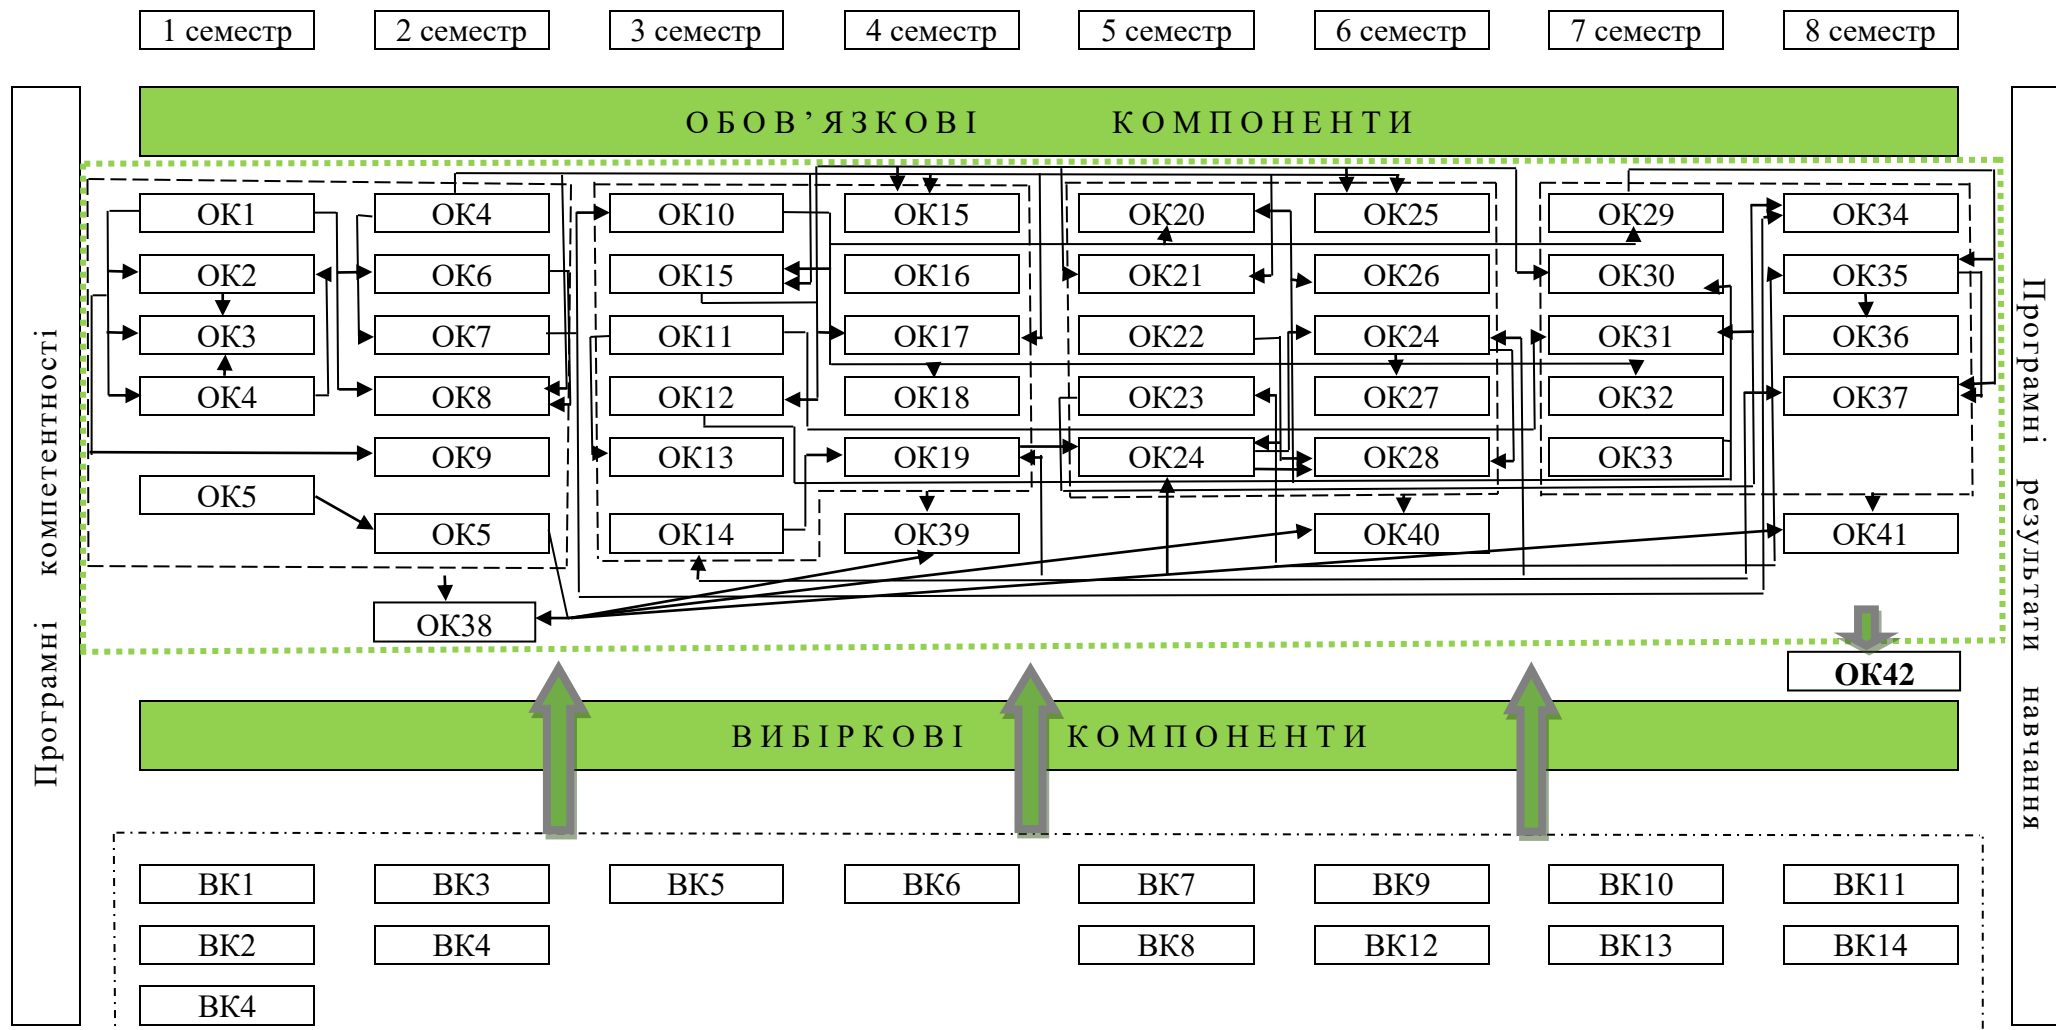 1 семестр 2 семестр 3 семестр 4 семестр 5 семестр 6 семестр 7 семестр 8 семестр
ОБОВ’ЯЗКОВІ КОМПОНЕНТИ
Програмні компетентності
Програмні результати навчання
ОК1 ОК4 ОК10 ОК15 ОК20 ОК25 ОК29 ОК34
ОК2 ОК6 ОК15 ОК16 ОК21 ОК26 ОК30 ОК35
ОК3 ОК7 ОК11 ОК17 ОК22 ОК24 ОК31 ОК36
ОК4 ОК8 ОК12 ОК18 ОК23 ОК27 ОК32 ОК37
ОК9 ОК13 ОК19 ОК24 ОК28 ОК33
ОК5
ОК5 ОК14 ОК39 ОК40 ОК41
ОК38
ОК42
ВИБІРКОВІ КОМПОНЕНТИ
ВК1 ВК3 ВК5 ВК6 ВК7 ВК9 ВК10 ВК11
ВК2 ВК4 ВК8 ВК12 ВК13 ВК14
ВК4